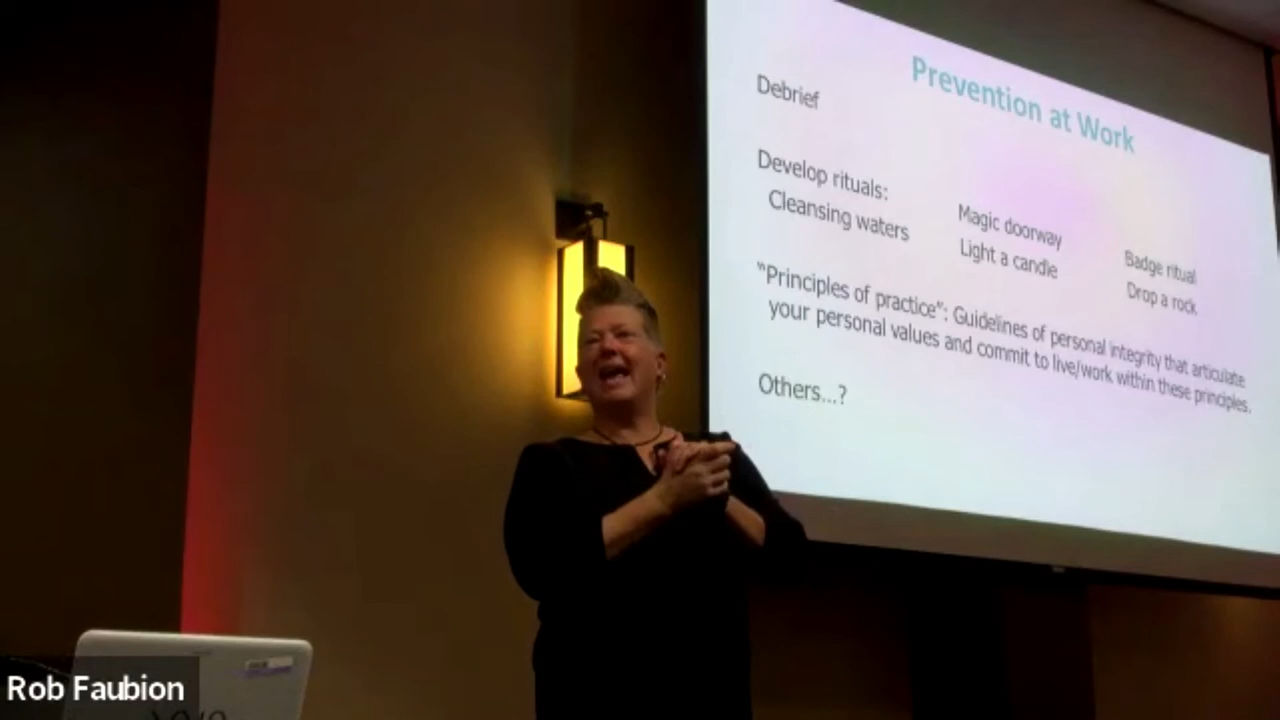 Prevention at Work
Debrief
Develop rituals:
Cleansing waters
Magic doorway
Light a candle
Badge ritual
Drop a rock
“Principles of practice”: Guidelines of personal integrity that articulate
your personal values and commit to live/work within these principles.
Others...?
Rob Faubion